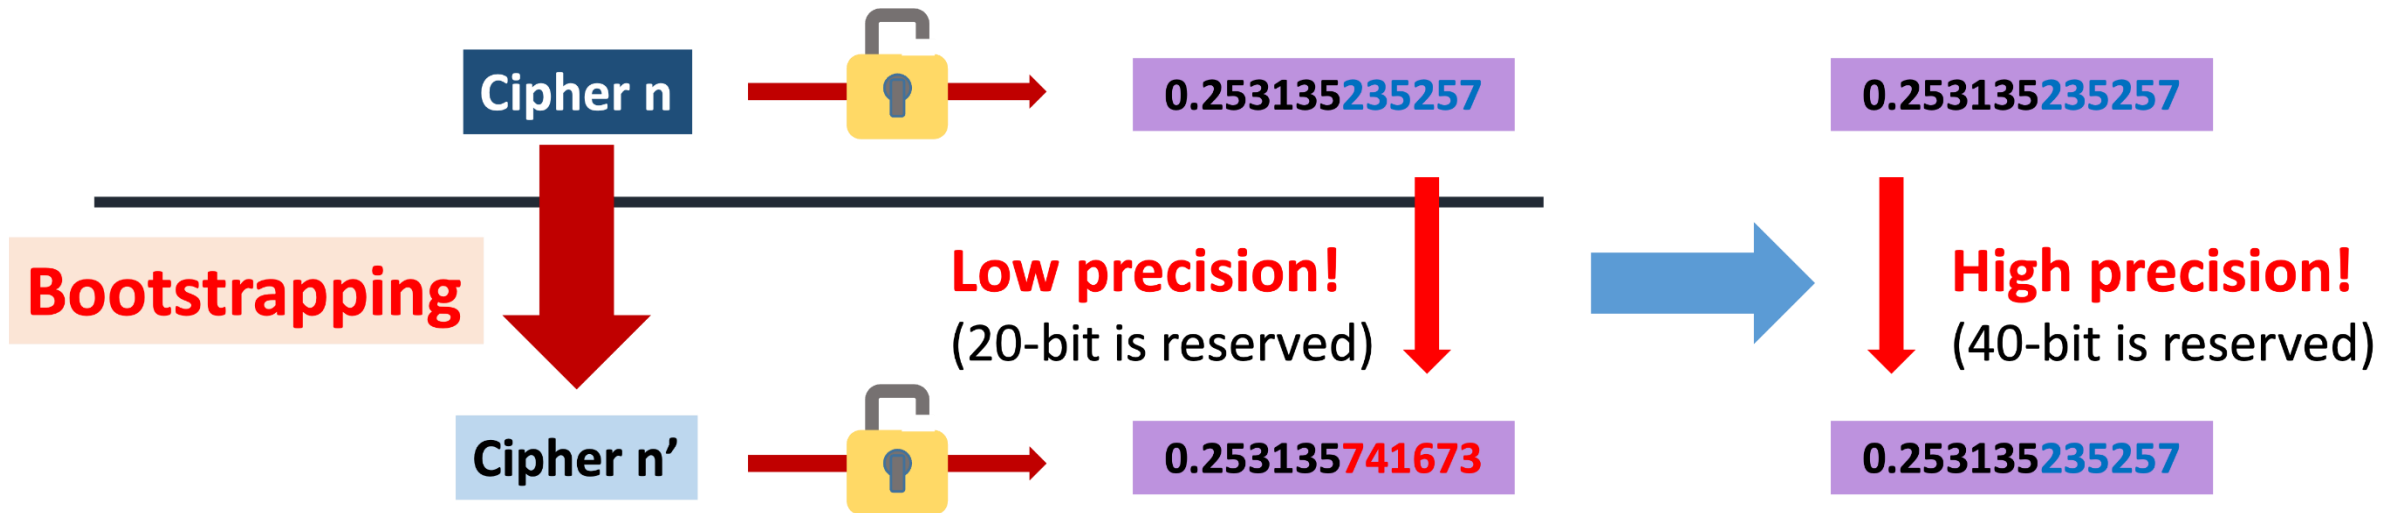 Cipher n
0.253135235257
0.253135235257
Bootstrapping
Low precision!
(20-bit is reserved)
High precision!
(40-bit is reserved)
Cipher n’
0.253135741673
0.253135235257